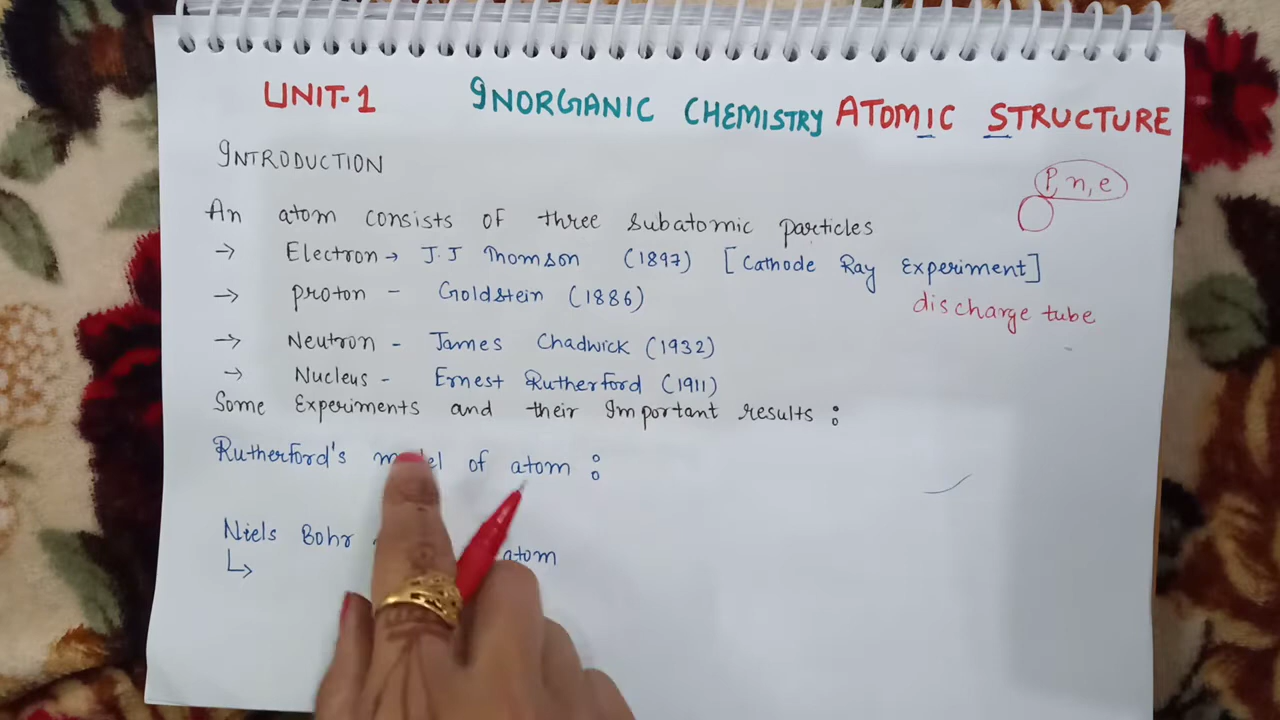 UNIT-1 INORGANIC CHEMISTRY ATOMIC STRUCTURE
INTRODUCTION
P, n, e
An atom consists of three subatomic particles
→ Electron → J.J Thomson (1897) [Cathode Ray Experiment]
→ proton - Goldstein (1886)
discharge tube
→ Neutron - James Chadwick (1932)
→ Nucleus - Ernest Rutherford (1911)
Some Experiments and their Important results :
Rutherford's model of atom :
Niels Bohr atom